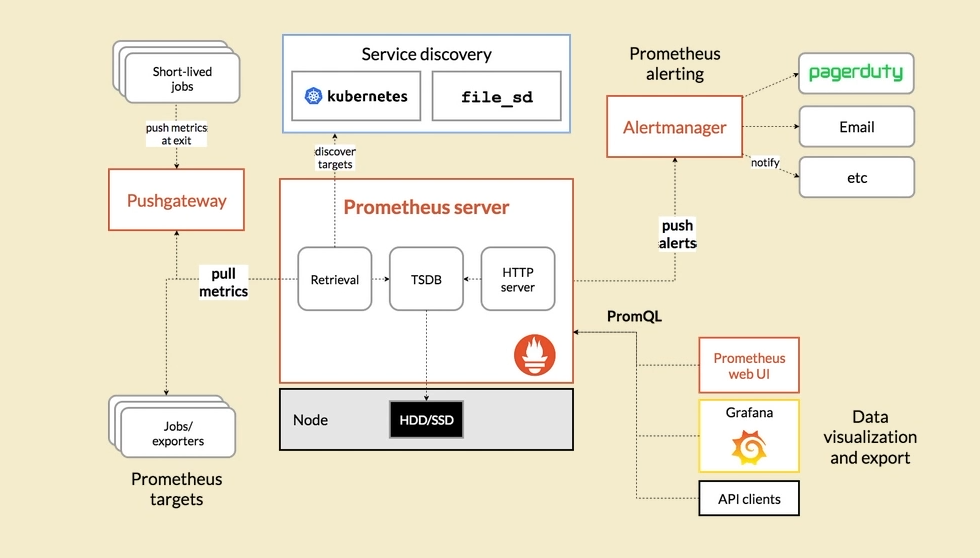 Short-lived
jobs
push metrics
at exit
Pushgateway
pull
metrics
Jobs/
exporters
Prometheus
targets
Service discovery
kubernetes
file_sd
discover
targets
Prometheus server
Retrieval
TSDB
HTTP
server
Node
HDD/SSD
Prometheus
alerting
Alertmanager
pagerduty
Email
notify
etc
push
alerts
PromQL
Prometheus
web UI
Grafana
API clients
Data
visualization
and export